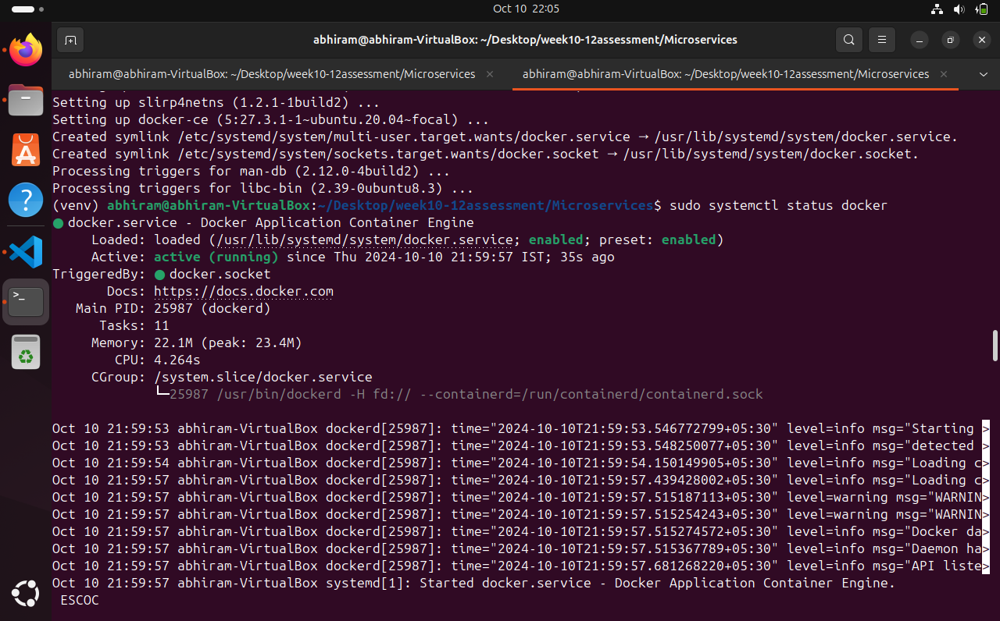 Oct 10 22:05
abhiram@abhiram-VirtualBox: ~/Desktop/week10-12assessment/Microservices
abhiram@abhiram-VirtualBox: ~/Desktop/week10-12assessment/Microservices × abhiram@abhiram-VirtualBox: ~/Desktop/week10-12assessment/Microservices ×
Setting up slirp4netns (1.2.1-1build2) ...
Setting up docker-ce (5:27.3.1-1~ubuntu.20.04~focal) ...
Created symlink /etc/systemd/system/multi-user.target.wants/docker.service → /usr/lib/systemd/system/docker.service.
Created symlink /etc/systemd/system/sockets.target.wants/docker.socket → /usr/lib/systemd/system/docker.socket.
Processing triggers for man-db (2.12.0-4build2) ...
Processing triggers for libc-bin (2.39-0ubuntu8.3) ...
(venv) abhiram@abhiram-VirtualBox:~/Desktop/week10-12assessment/Microservices$ sudo systemctl status docker
● docker.service - Docker Application Container Engine
Loaded: loaded (/usr/lib/systemd/system/docker.service; enabled; preset: enabled)
Active: active (running) since Thu 2024-10-10 21:59:57 IST; 35s ago
TriggeredBy: ● docker.socket
Docs: https://docs.docker.com
Main PID: 25987 (dockerd)
Tasks: 11
Memory: 22.1M (peak: 23.4M)
CPU: 4.264s
CGroup: /system.slice/docker.service
└─25987 /usr/bin/dockerd -H fd:// --containerd=/run/containerd/containerd.sock
Oct 10 21:59:53 abhiram-VirtualBox dockerd[25987]: time="2024-10-10T21:59:53.546772799+05:30" level=info msg="Starting >
Oct 10 21:59:53 abhiram-VirtualBox dockerd[25987]: time="2024-10-10T21:59:53.548250077+05:30" level=info msg="detected >
Oct 10 21:59:54 abhiram-VirtualBox dockerd[25987]: time="2024-10-10T21:59:54.150149905+05:30" level=info msg="Loading c>
Oct 10 21:59:57 abhiram-VirtualBox dockerd[25987]: time="2024-10-10T21:59:57.439428002+05:30" level=info msg="Loading c>
Oct 10 21:59:57 abhiram-VirtualBox dockerd[25987]: time="2024-10-10T21:59:57.515187113+05:30" level=warning msg="WARNIN>
Oct 10 21:59:57 abhiram-VirtualBox dockerd[25987]: time="2024-10-10T21:59:57.515254243+05:30" level=warning msg="WARNIN>
Oct 10 21:59:57 abhiram-VirtualBox dockerd[25987]: time="2024-10-10T21:59:57.515274572+05:30" level=info msg="Docker da>
Oct 10 21:59:57 abhiram-VirtualBox dockerd[25987]: time="2024-10-10T21:59:57.515367789+05:30" level=info msg="Daemon ha>
Oct 10 21:59:57 abhiram-VirtualBox dockerd[25987]: time="2024-10-10T21:59:57.681268220+05:30" level=info msg="API liste>
Oct 10 21:59:57 abhiram-VirtualBox systemd[1]: Started docker.service - Docker Application Container Engine.
ESCOC